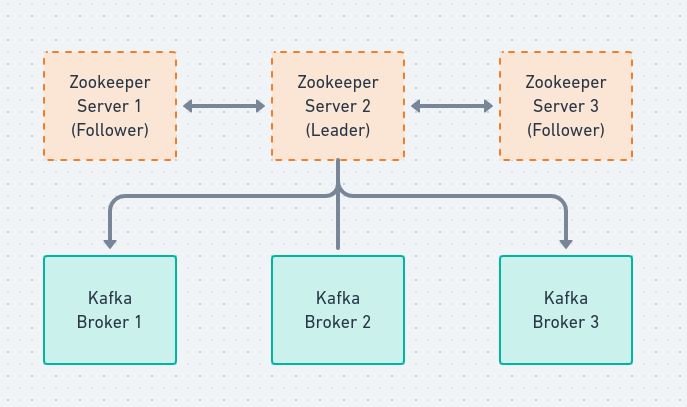 Zookeeper
Server 1
(Follower)
Zookeeper
Server 2
(Leader)
Zookeeper
Server 3
(Follower)
Kafka
Broker 1
Kafka
Broker 2
Kafka
Broker 3